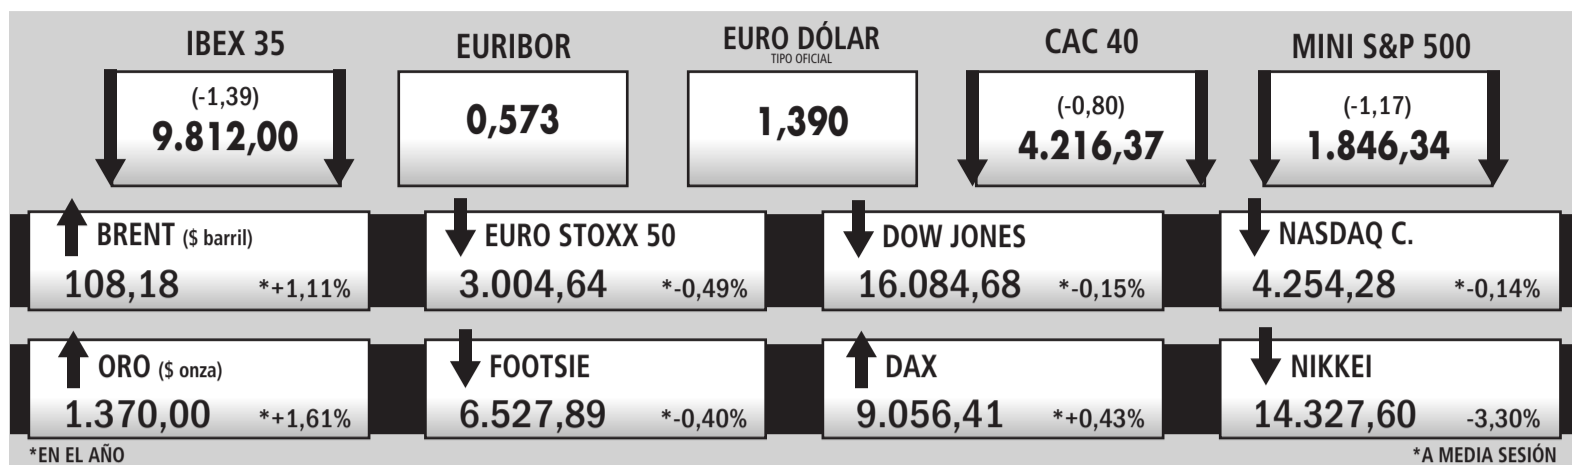 IBEX 35
(-1,39)
9.812,00
EURIBOR
0,573
EURO DÓLAR
TIPO OFICIAL
1,390
CAC 40
(-0,80)
4.216,37
MINI S&P 500
(-1,17)
1.846,34
BRENT ($ barril)
108,18 *+1,11%
EURO STOXX 50
3.004,64 *-0,49%
DOW JONES
16.084,68 *-0,15%
NASDAQ C.
4.254,28 *-0,14%
ORO ($ onza)
1.370,00 *+1,61%
FOOTSIE
6.527,89 *-0,40%
DAX
9.056,41 *+0,43%
NIKKEI
14.327,60 -3,30%
*EN EL AÑO
*A MEDIA SESIÓN